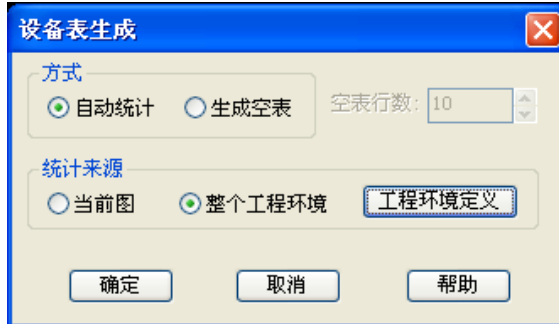 设备表生成
方式
自动统计 生成空表 空表行数: 10
统计来源
当前图 整个工程环境 工程环境定义
确定 取消 帮助